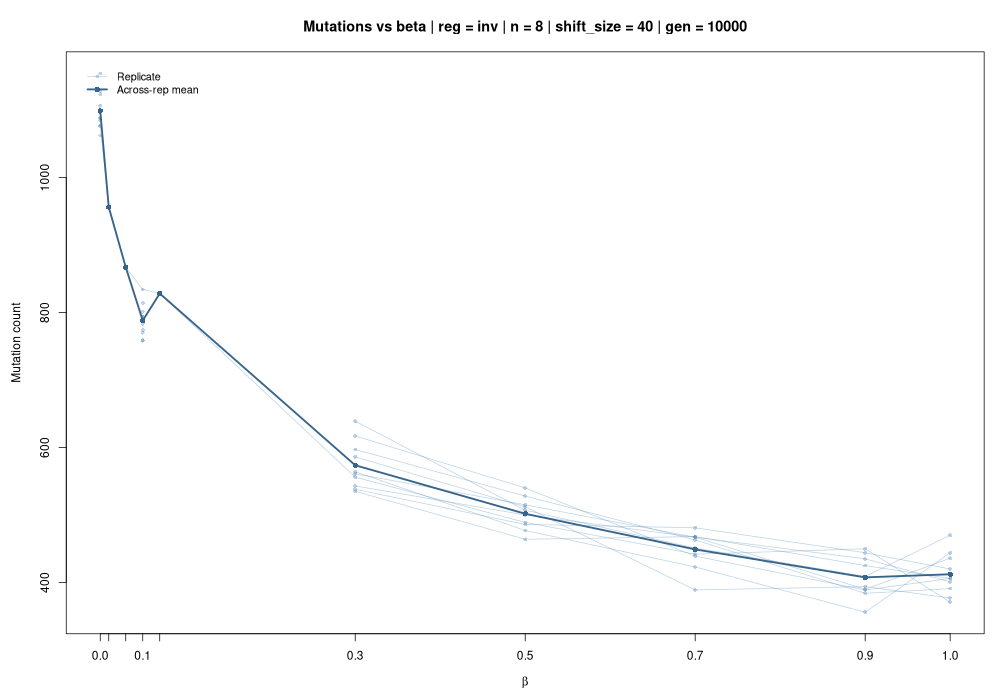 Mutations vs beta | reg = inv | n = 8 | shift_size = 40 | gen = 10000
Replicate
Across-rep mean
Mutation count
1000
800
600
400
0.0 0.1 0.3 0.5 0.7 0.9 1.0
β